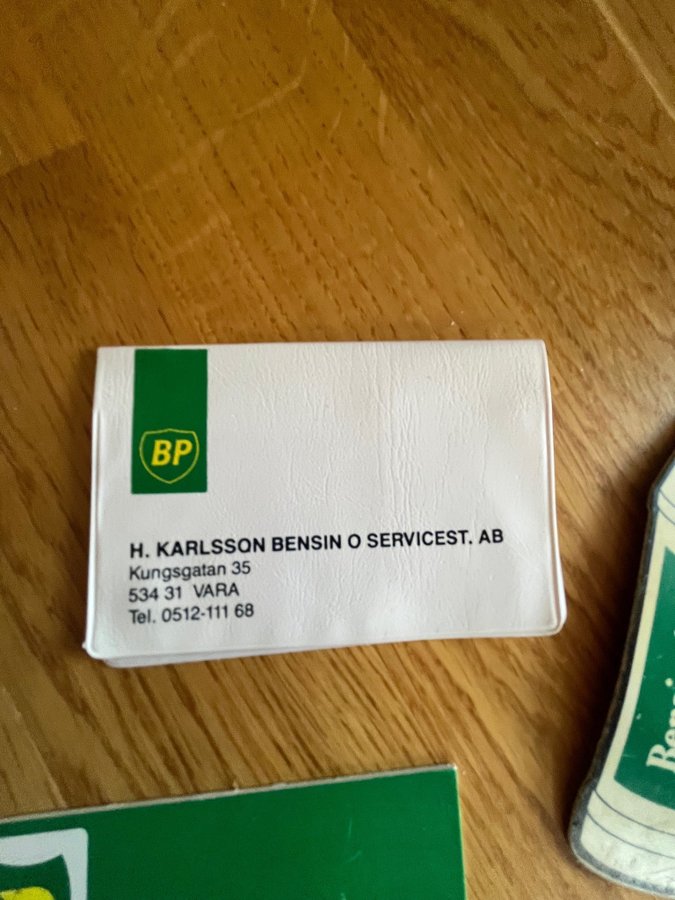 BP
H. KARLSSON BENSIN O SERVICEST. AB
Kungsgatan 35
534 31 VARA
Tel. 0512-111 68